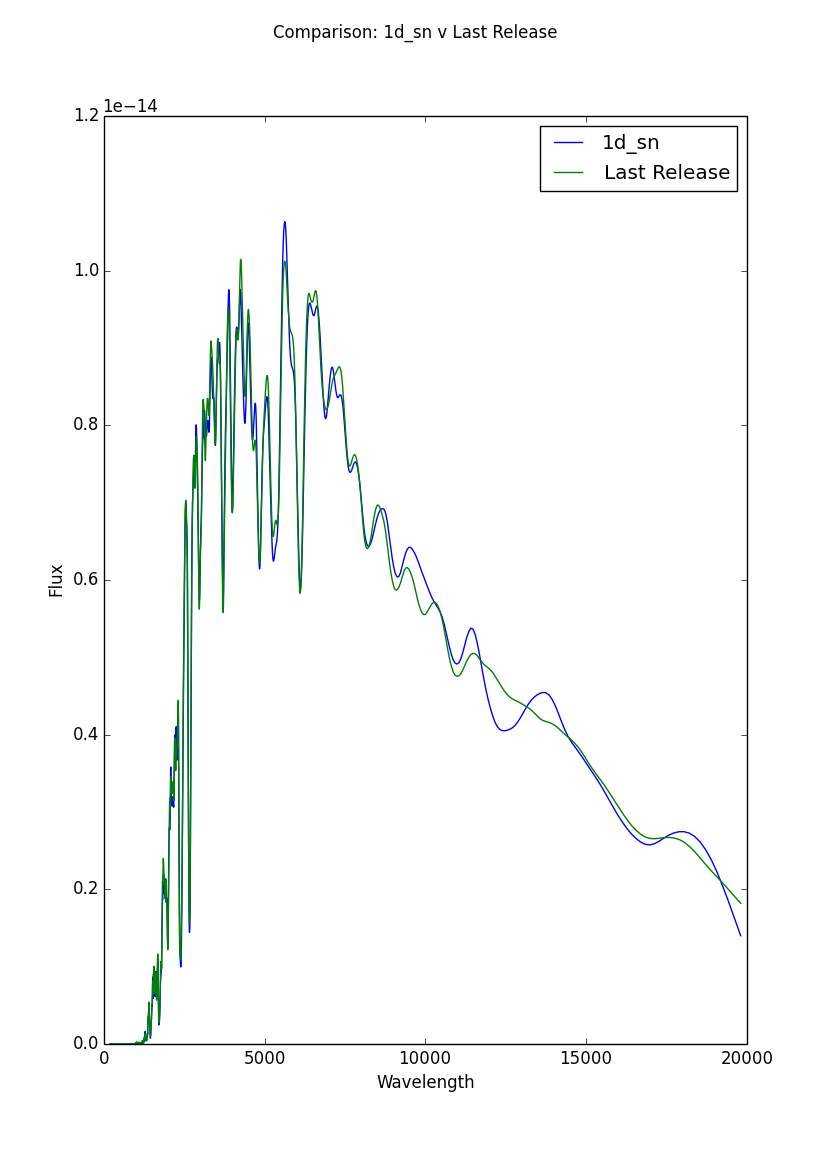 Comparison: 1d_sn v Last Release
1e−14
1.2
1.0
0.8
0.6
0.4
0.2
0.0
Flux
1d_sn
Last Release
0 5000 10000 15000 20000
Wavelength